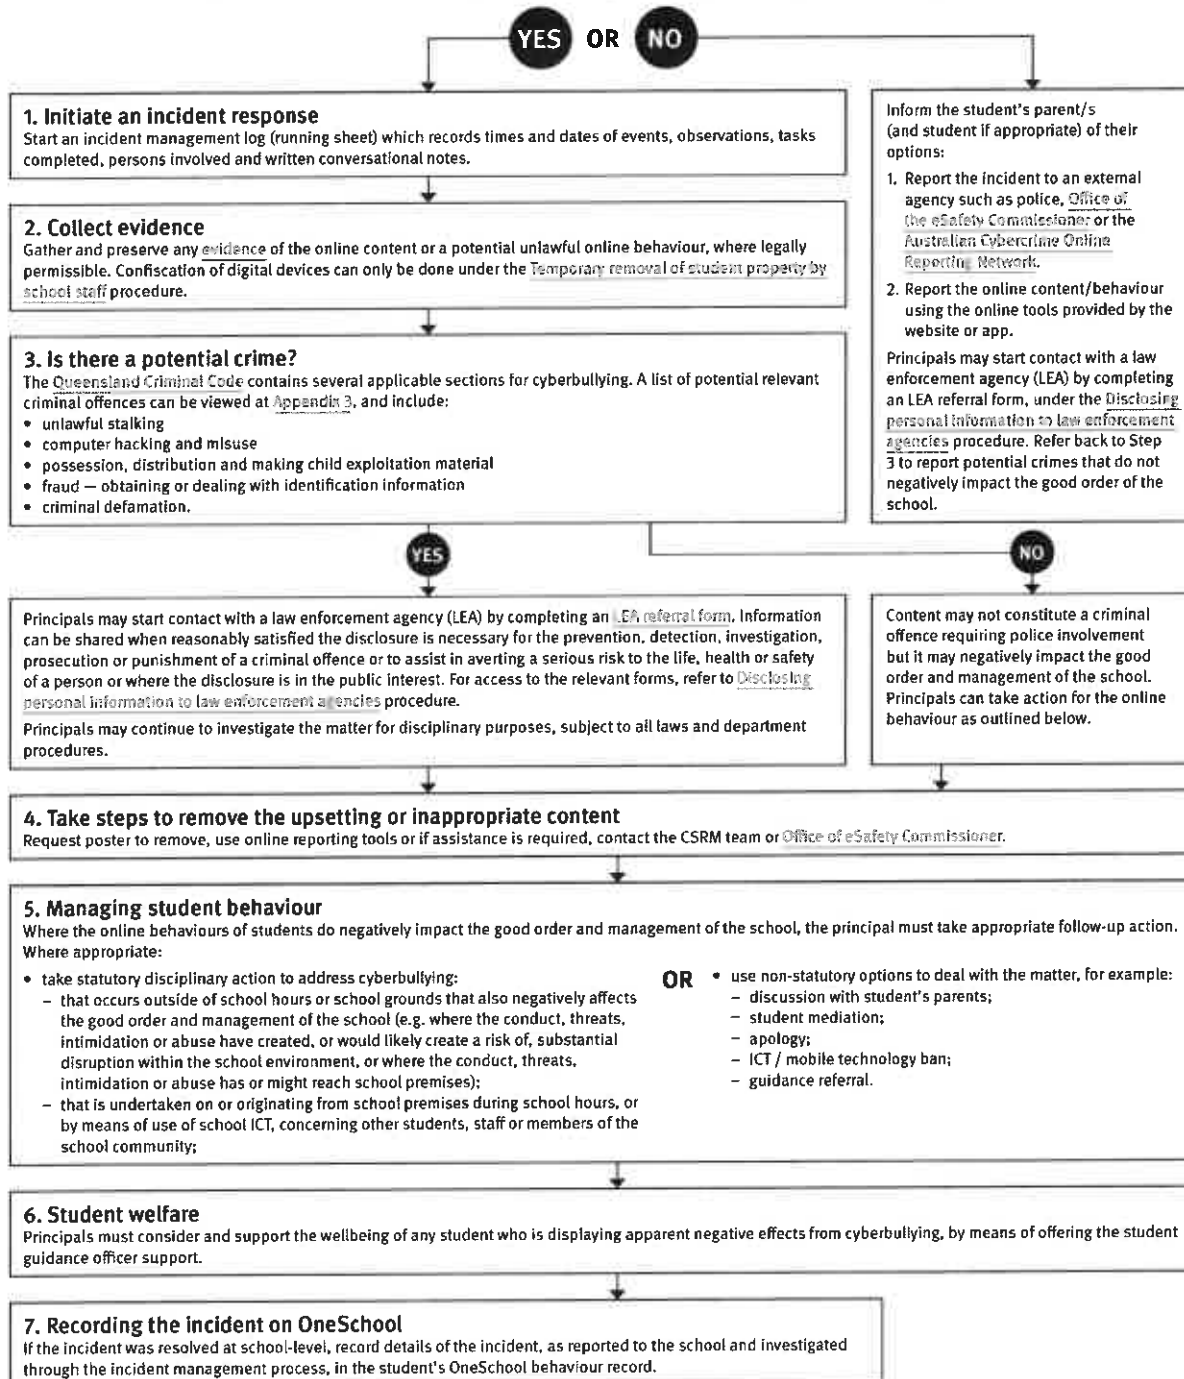 YES OR NO
1. Initiate an incident response
Start an incident management log (running sheet) which records times and dates of events, observations, tasks
completed, persons involved and written conversational notes.
2. Collect evidence
Gather and preserve any evidence of the online content or a potential unlawful online behaviour, where legally
permissible. Confiscation of digital devices can only be done under the Temporary removal of student property by
school staff procedure.
3. Is there a potential crime?
The Queensland Criminal Code contains several applicable sections for cyberbullying. A list of potential relevant
criminal offences can be viewed at Appendix 3, and include:
• unlawful stalking
• computer hacking and misuse
• possession, distribution and making child exploitation material
• fraud — obtaining or dealing with identification information
• criminal defamation.
Inform the student's parent/s
(and student if appropriate) of their
options:
1. Report the incident to an external
agency such as police, Office of
the eSafety Commissioner or the
Australian Cybercrime Online
Reporting Network.
2. Report the online content/behaviour
using the online tools provided by the
website or app.
Principals may start contact with a law
enforcement agency (LEA) by completing
an LEA referral form, under the Disclosing
personal information to law enforcement
agencies procedure. Refer back to Step
3 to report potential crimes that do not
negatively impact the good order of the
school.
YES
NO
Principals may start contact with a law enforcement agency (LEA) by completing an LEA referral form. Information
can be shared when reasonably satisfied the disclosure is necessary for the prevention, detection, investigation,
prosecution or punishment of a criminal offence or to assist in averting a serious risk to the life, health or safety
of a person or where the disclosure is in the public interest. For access to the relevant forms, refer to Disclosing
personal information to law enforcement agencies procedure.
Principals may continue to investigate the matter for disciplinary purposes, subject to all laws and department
procedures.
Content may not constitute a criminal
offence requiring police involvement
but it may negatively impact the good
order and management of the school.
Principals can take action for the online
behaviour as outlined below.
4. Take steps to remove the upsetting or inappropriate content
Request poster to remove, use online reporting tools or if assistance is required, contact the CSRM team or Office of eSafety Commissioner.
5. Managing student behaviour
Where the online behaviours of students do negatively impact the good order and management of the school, the principal must take appropriate follow-up action.
Where appropriate:
• take statutory disciplinary action to address cyberbullying:
– that occurs outside of school hours or school grounds that also negatively affects
the good order and management of the school (e.g. where the conduct, threats,
intimidation or abuse have created, or would likely create a risk of, substantial
disruption within the school environment, or where the conduct, threats,
intimidation or abuse has or might reach school premises);
– that is undertaken on or originating from school premises during school hours, or
by means of use of school ICT, concerning other students, staff or members of the
school community;
OR
• use non-statutory options to deal with the matter, for example:
– discussion with student's parents;
– student mediation;
– apology;
– ICT / mobile technology ban;
– guidance referral.
6. Student welfare
Principals must consider and support the wellbeing of any student who is displaying apparent negative effects from cyberbullying, by means of offering the student
guidance officer support.
7. Recording the incident on OneSchool
If the incident was resolved at school-level, record details of the incident, as reported to the school and investigated
through the incident management process, in the student's OneSchool behaviour record.